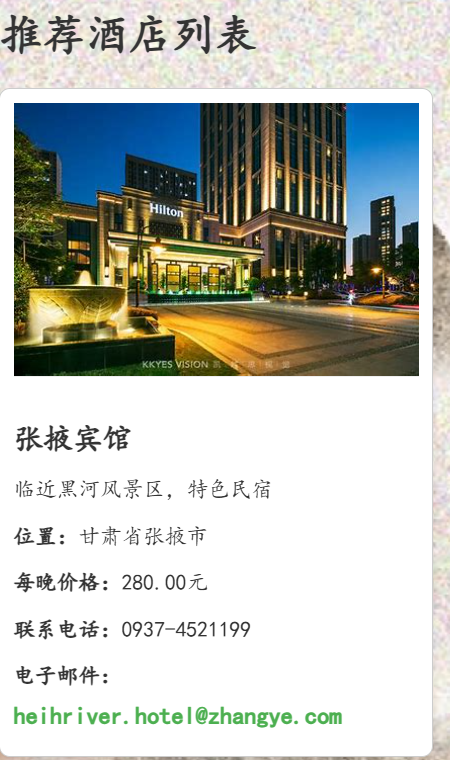 推荐酒店列表
Hilton
KKYES VISION
张掖宾馆
临近黑河风景区，特色民宿
位置：甘肃省张掖市
每晚价格：280.00元
联系电话：0937-4521199
电子邮件：
heihriver.hotel@zhangye.com